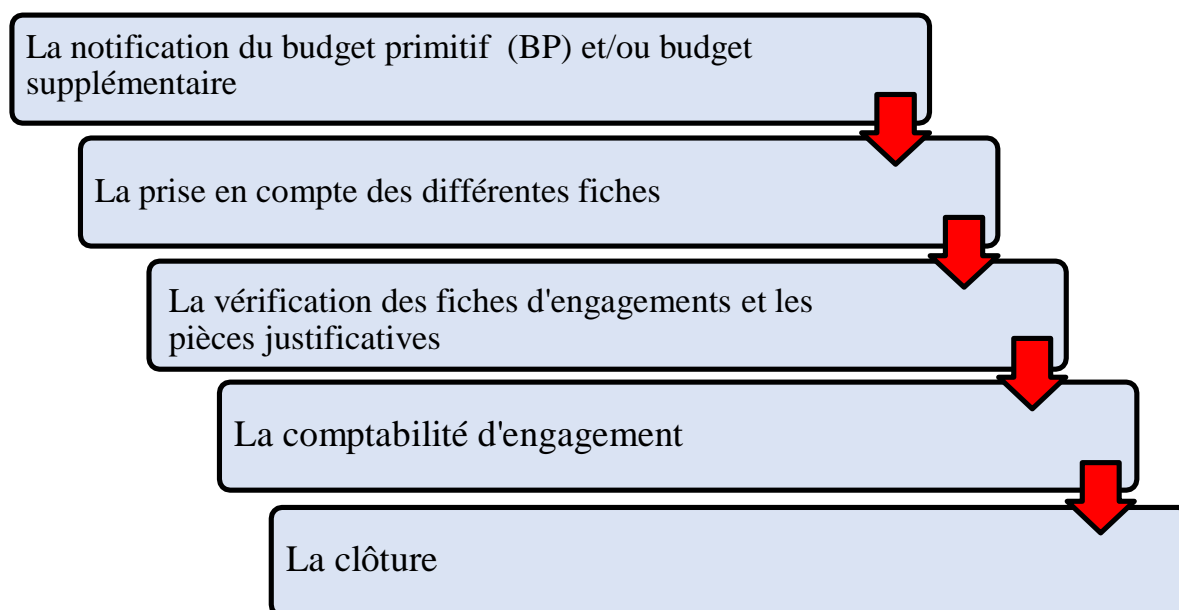 La notification du budget primitif (BP) et/ou budget
supplémentaire
La prise en compte des différentes fiches
La vérification des fiches d'engagements et les
pièces justificatives
La comptabilité d'engagement
La clôture